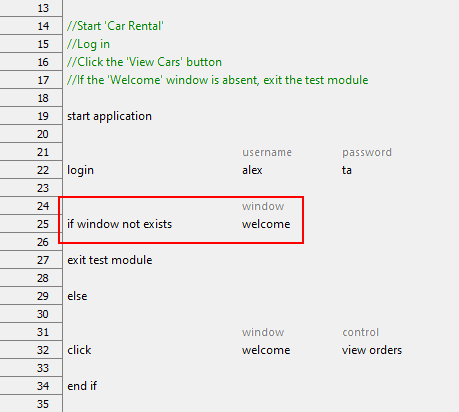 13
14 //Start 'Car Rental'
15 //Log in
16 //Click the 'View Cars' button
17 //If the 'Welcome' window is absent, exit the test module
18
19 start application
20
21 username password
22 login alex ta
23
24 window
25 if window not exists welcome
26
27 exit test module
28
29 else
30
31 window control
32 click welcome view orders
33
34 end if
35